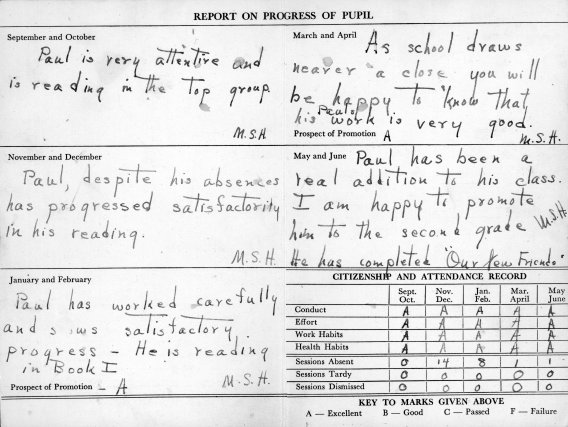 REPORT ON PROGRESS OF PUPIL
September and October
Paul is very attentive and
is reading in the top group
M.S.H
November and December
Paul, despite his absences
has progressed satisfactorily
in his reading.
M.S.H.
January and February
Paul has worked carefully
and shows satisfactory
progress - He is reading
in Book I
Prospect of Promotion - A
M.S.H.
March and April
As school draws
nearer a close you will
be happy to know that
his Paul's work is very good.
Prospect of Promotion A
M.S.H.
May and June
Paul has been a
real addition to his class.
I am happy to promote
him to the second grade
M.S.H.
He has completed "Our New Friends"
CITIZENSHIP AND ATTENDANCE RECORD
Sept. Oct. Nov. Dec. Jan. Feb. Mar. April May June
Conduct A A A A A
Effort A A A A A
Work Habits A A A A A
Health Habits A A A A A
Sessions Absent 0 14 8 1 1
Sessions Tardy 0 0 0 0 0
Sessions Dismissed 0 0 0 0 0
KEY TO MARKS GIVEN ABOVE
A — Excellent B — Good C — Passed F — Failure